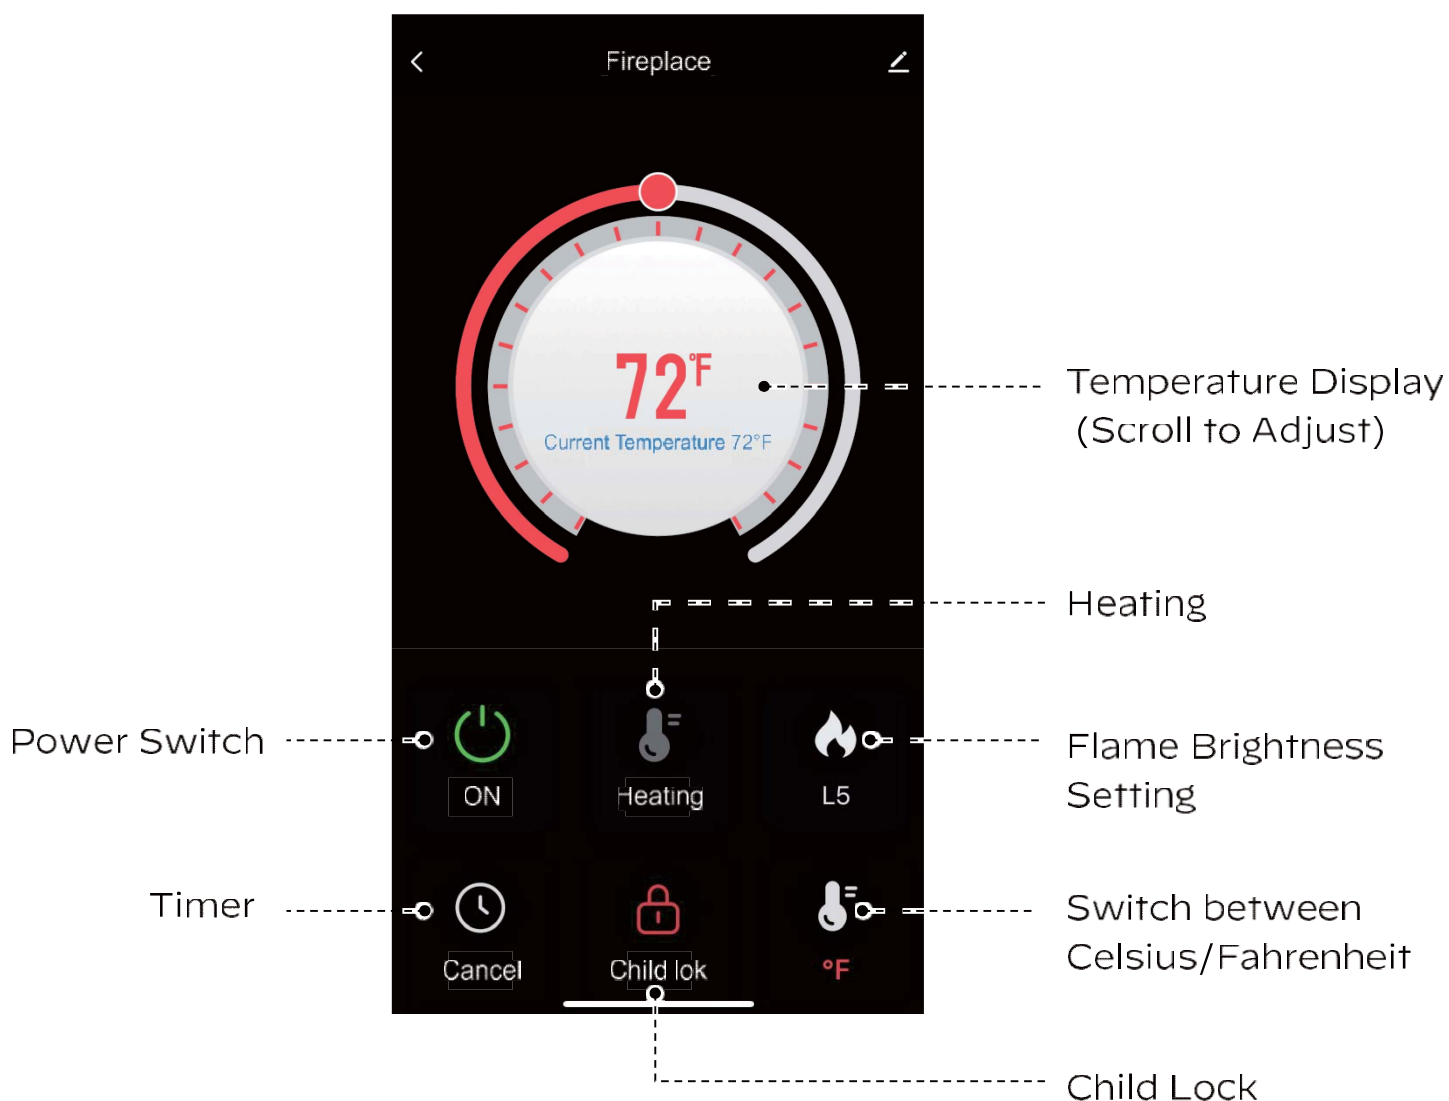 Fireplace
72°F
Current Temperature 72°F
Temperature Display
(Scroll to Adjust)
Heating
Power Switch
ON
Heating
L5
Flame Brightness
Setting
Timer
Cancel
Child lok
°F
Switch between
Celsius/Fahrenheit
Child Lock